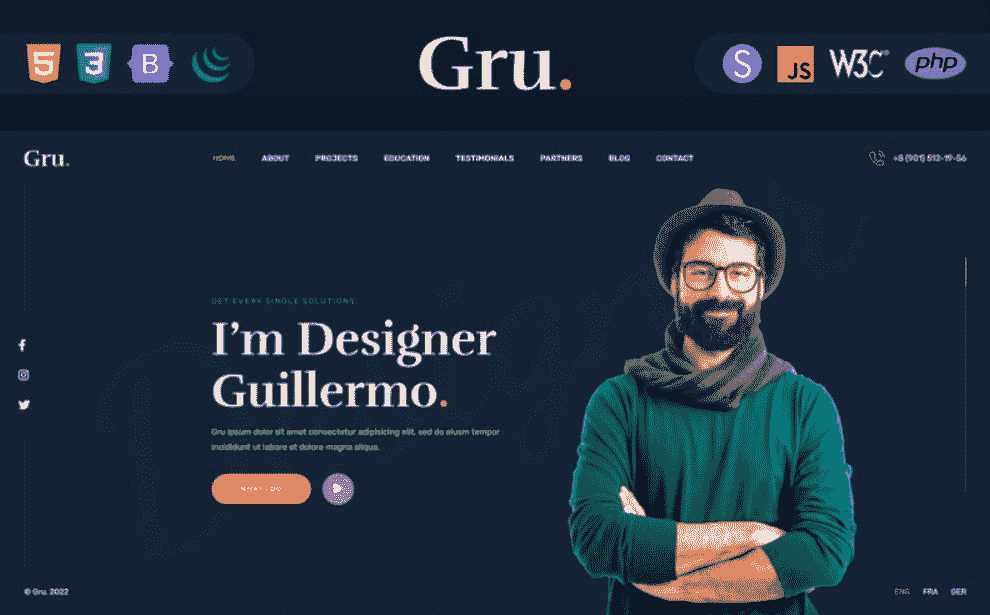 5 3 B
Gru.
S JS W3C® php
Gru.
HOME ABOUT PROJECTS EDUCATION TESTIMONIALS PARTNERS BLOG CONTACT
+8 (901) 512-19-56
GET EVERY SINGLE SOLUTIONS.
I'm Designer
Guillermo.
Gru ipsum dolor sit amet consectetur adipisicing elit, sed do eiusm tempor
incididunt ut labore et dolore magna aliqua.
WHAT I DO
© Gru. 2022
ENG FRA GER